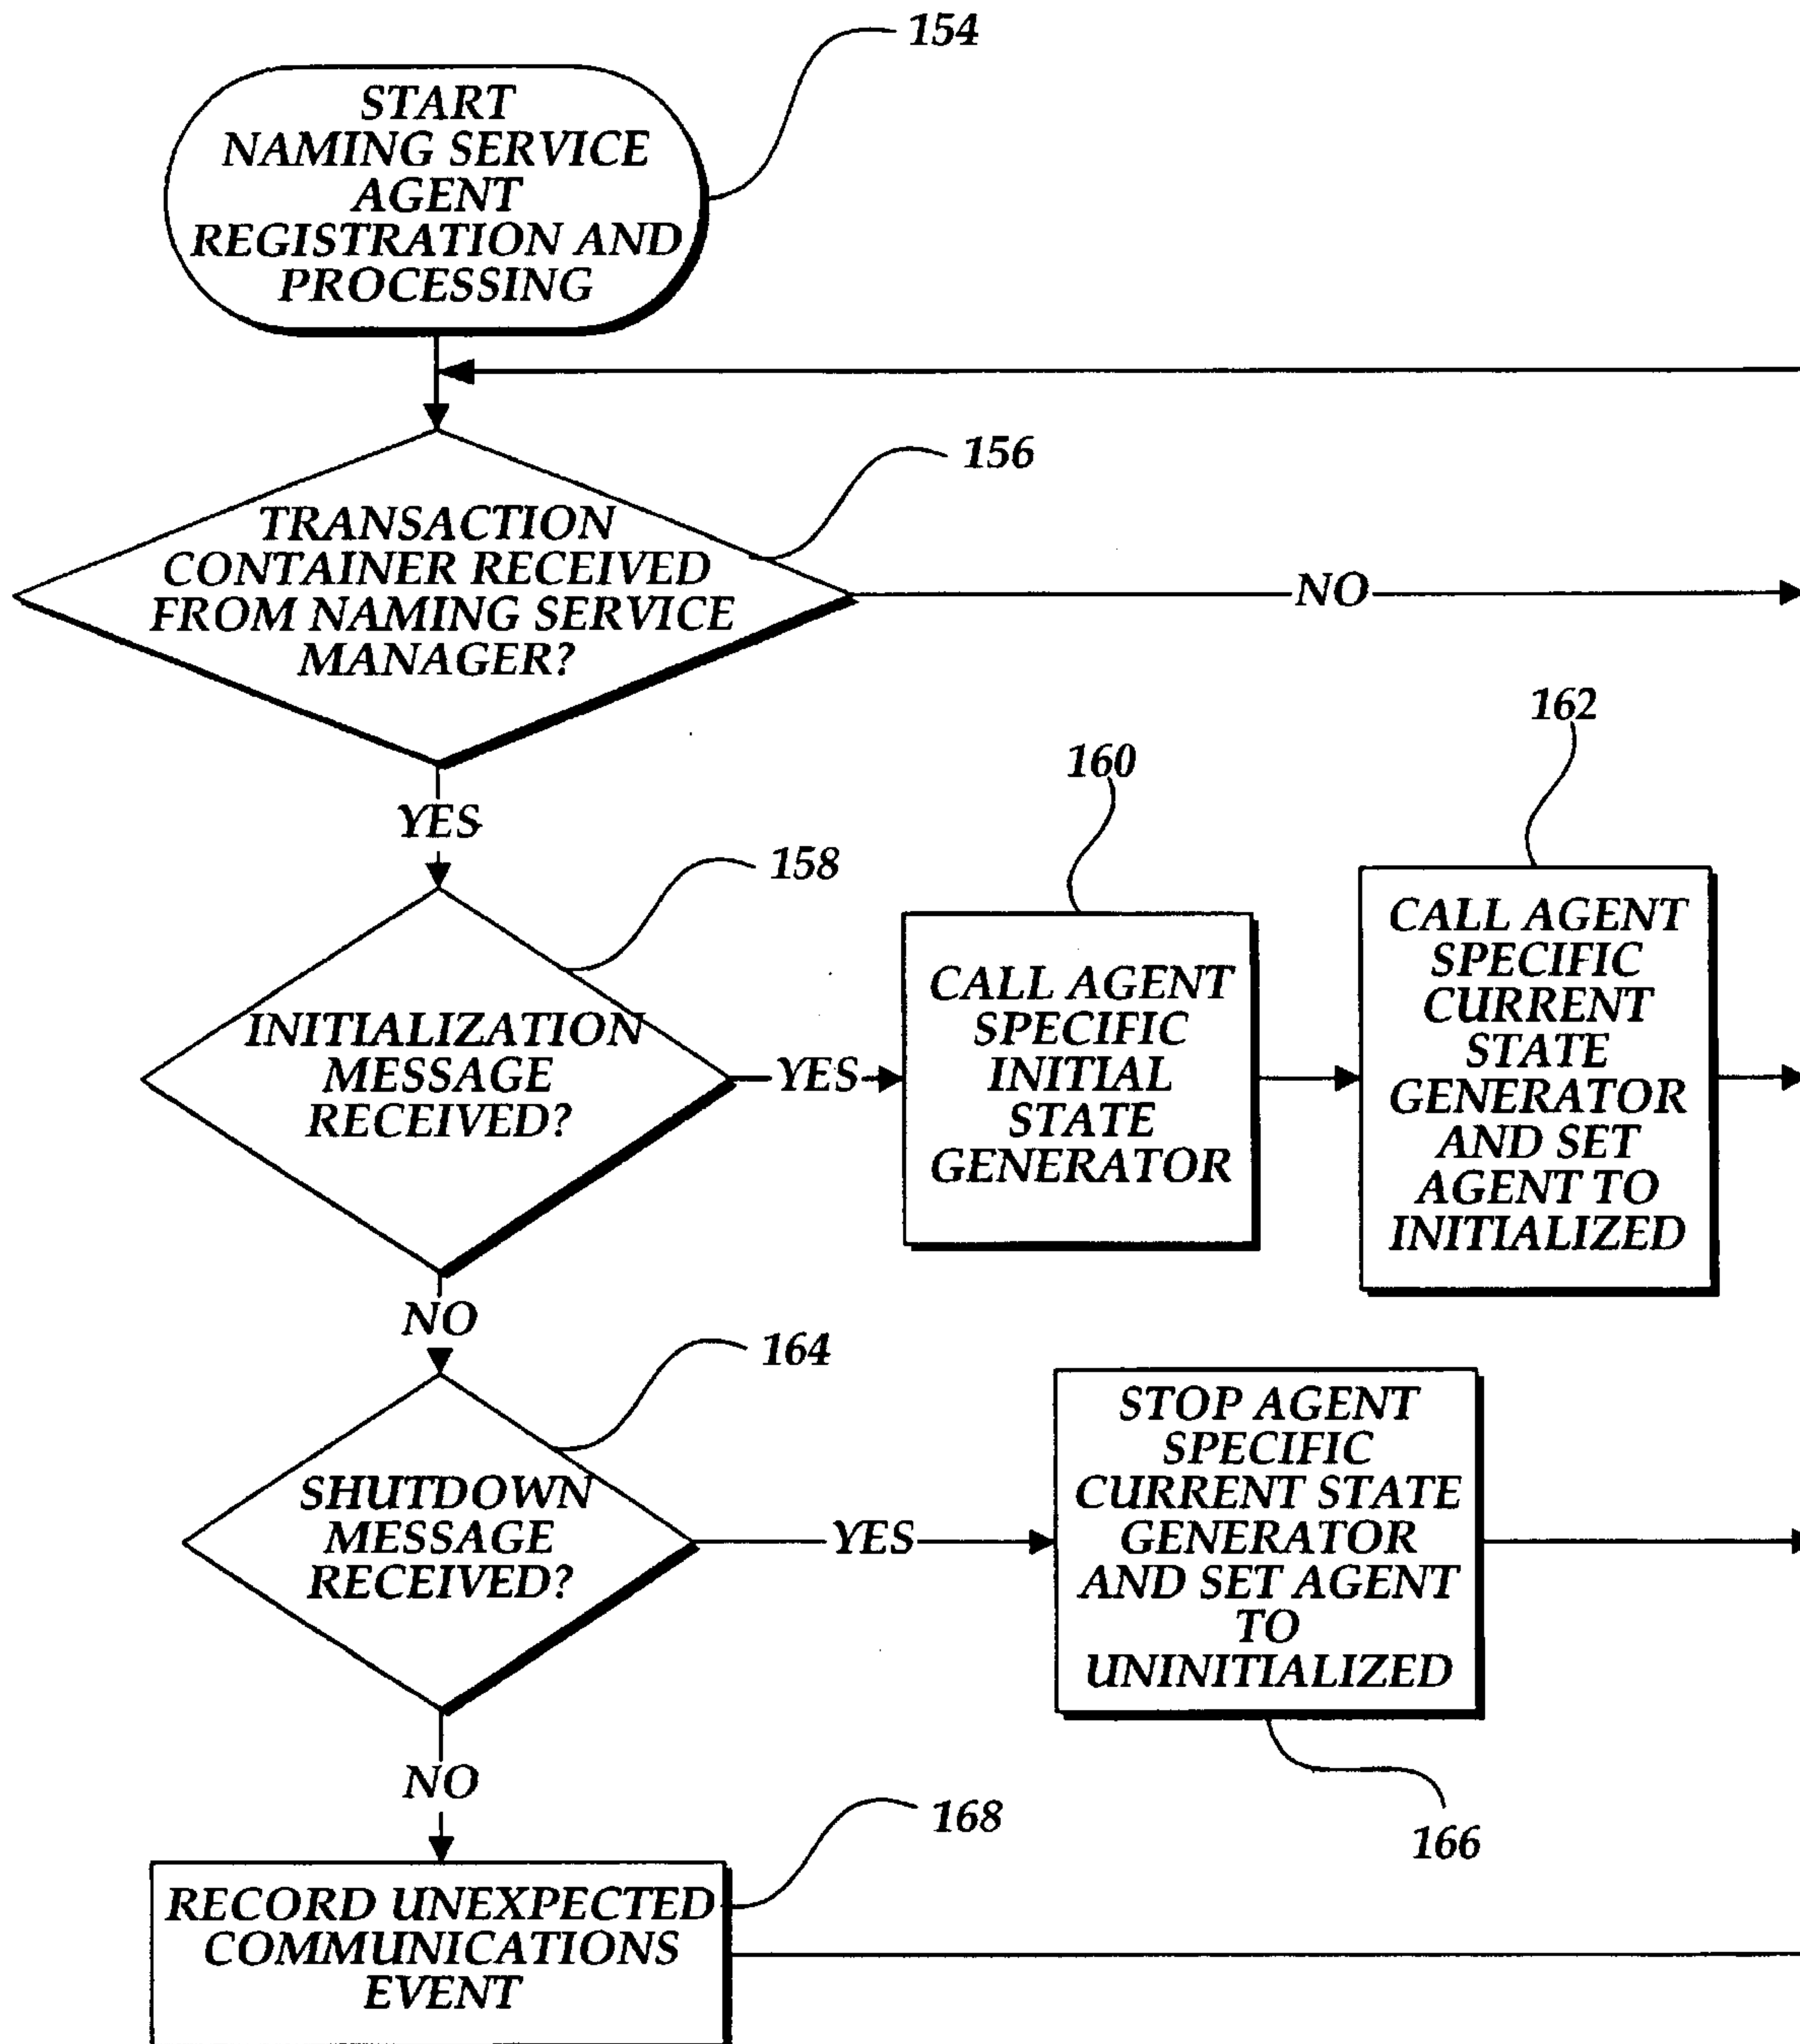 154
START
NAMING SERVICE
AGENT
REGISTRATION AND
PROCESSING
156
TRANSACTION
CONTAINER RECEIVED
FROM NAMING SERVICE
MANAGER?
NO
YES
158
INITIALIZATION
MESSAGE
RECEIVED?
YES
160
CALL AGENT
SPECIFIC
INITIAL
STATE
GENERATOR
162
CALL AGENT
SPECIFIC
CURRENT
STATE
GENERATOR
AND SET
AGENT TO
INITIALIZED
NO
164
SHUTDOWN
MESSAGE
RECEIVED?
YES
STOP AGENT
SPECIFIC
CURRENT STATE
GENERATOR
AND SET AGENT
TO
UNINITIALIZED
166
NO
168
RECORD UNEXPECTED
COMMUNICATIONS
EVENT